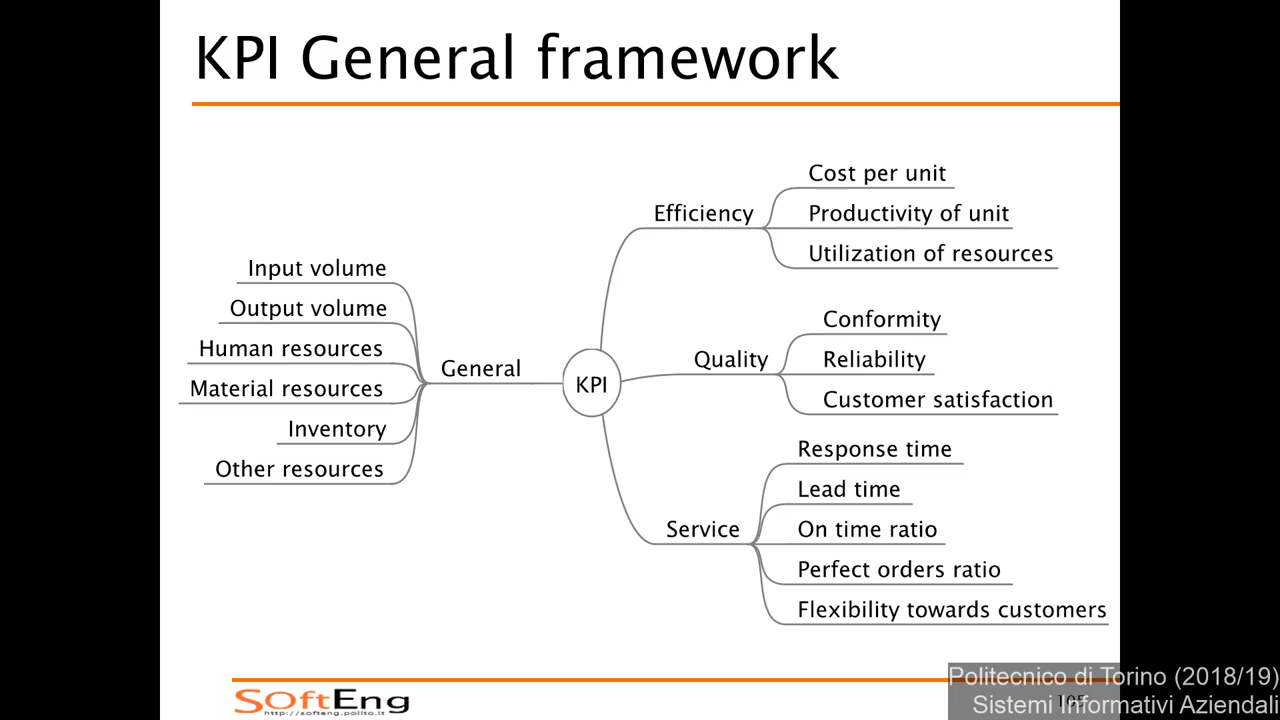 KPI General framework
Input volume
Output volume
Human resources
Material resources
Inventory
Other resources
General
KPI
Efficiency
Cost per unit
Productivity of unit
Utilization of resources
Quality
Conformity
Reliability
Customer satisfaction
Service
Response time
Lead time
On time ratio
Perfect orders ratio
Flexibility towards customers
SoftEng
http://softeng.polito.it
Politecnico di Torino (2018/19)
Sistemi Informativi Aziendali